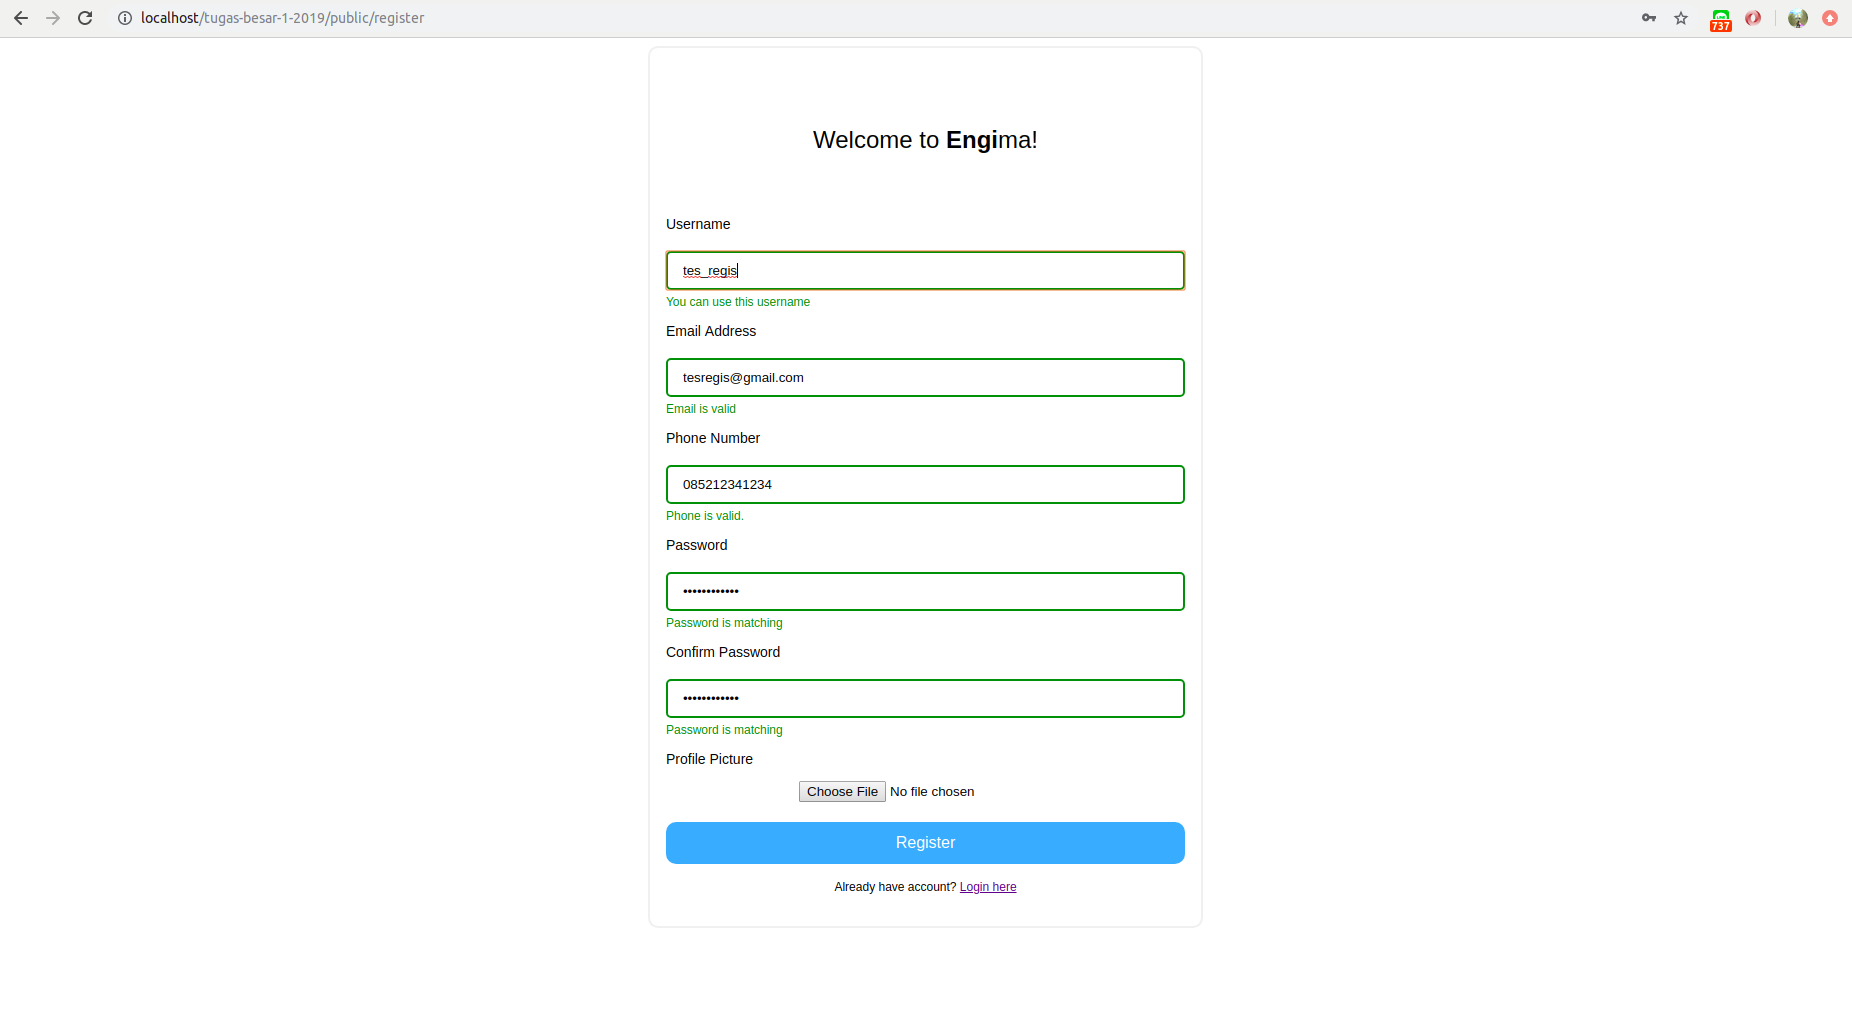 localhost/tugas-besar-1-2019/public/register
737
Welcome to Engima!
Username
tes_regis
You can use this username
Email Address
tesregis@gmail.com
Email is valid
Phone Number
085212341234
Phone is valid.
Password
••••••••••••
Password is matching
Confirm Password
••••••••••••
Password is matching
Profile Picture
Choose File No file chosen
Register
Already have account? Login here